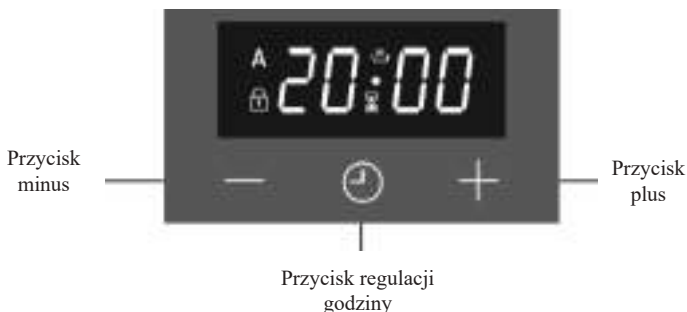 A
20:00
Przycisk
minus
Przycisk
plus
Przycisk regulacji
godziny